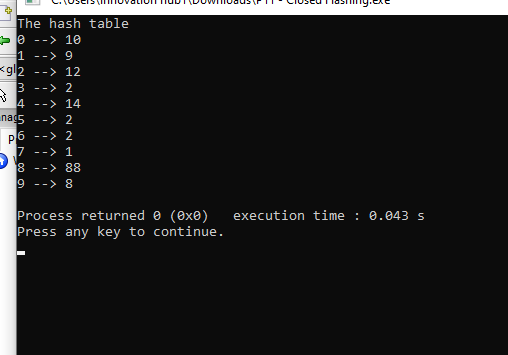 C:\Users\Innovation hub1\Downloads\P11 - Closed Hashing.exe
The hash table
0 --> 10
1 --> 9
2 --> 12
3 --> 2
4 --> 14
5 --> 2
6 --> 2
7 --> 1
8 --> 88
9 --> 8
Process returned 0 (0x0)   execution time : 0.043 s
Press any key to continue.
<gl
nag
P